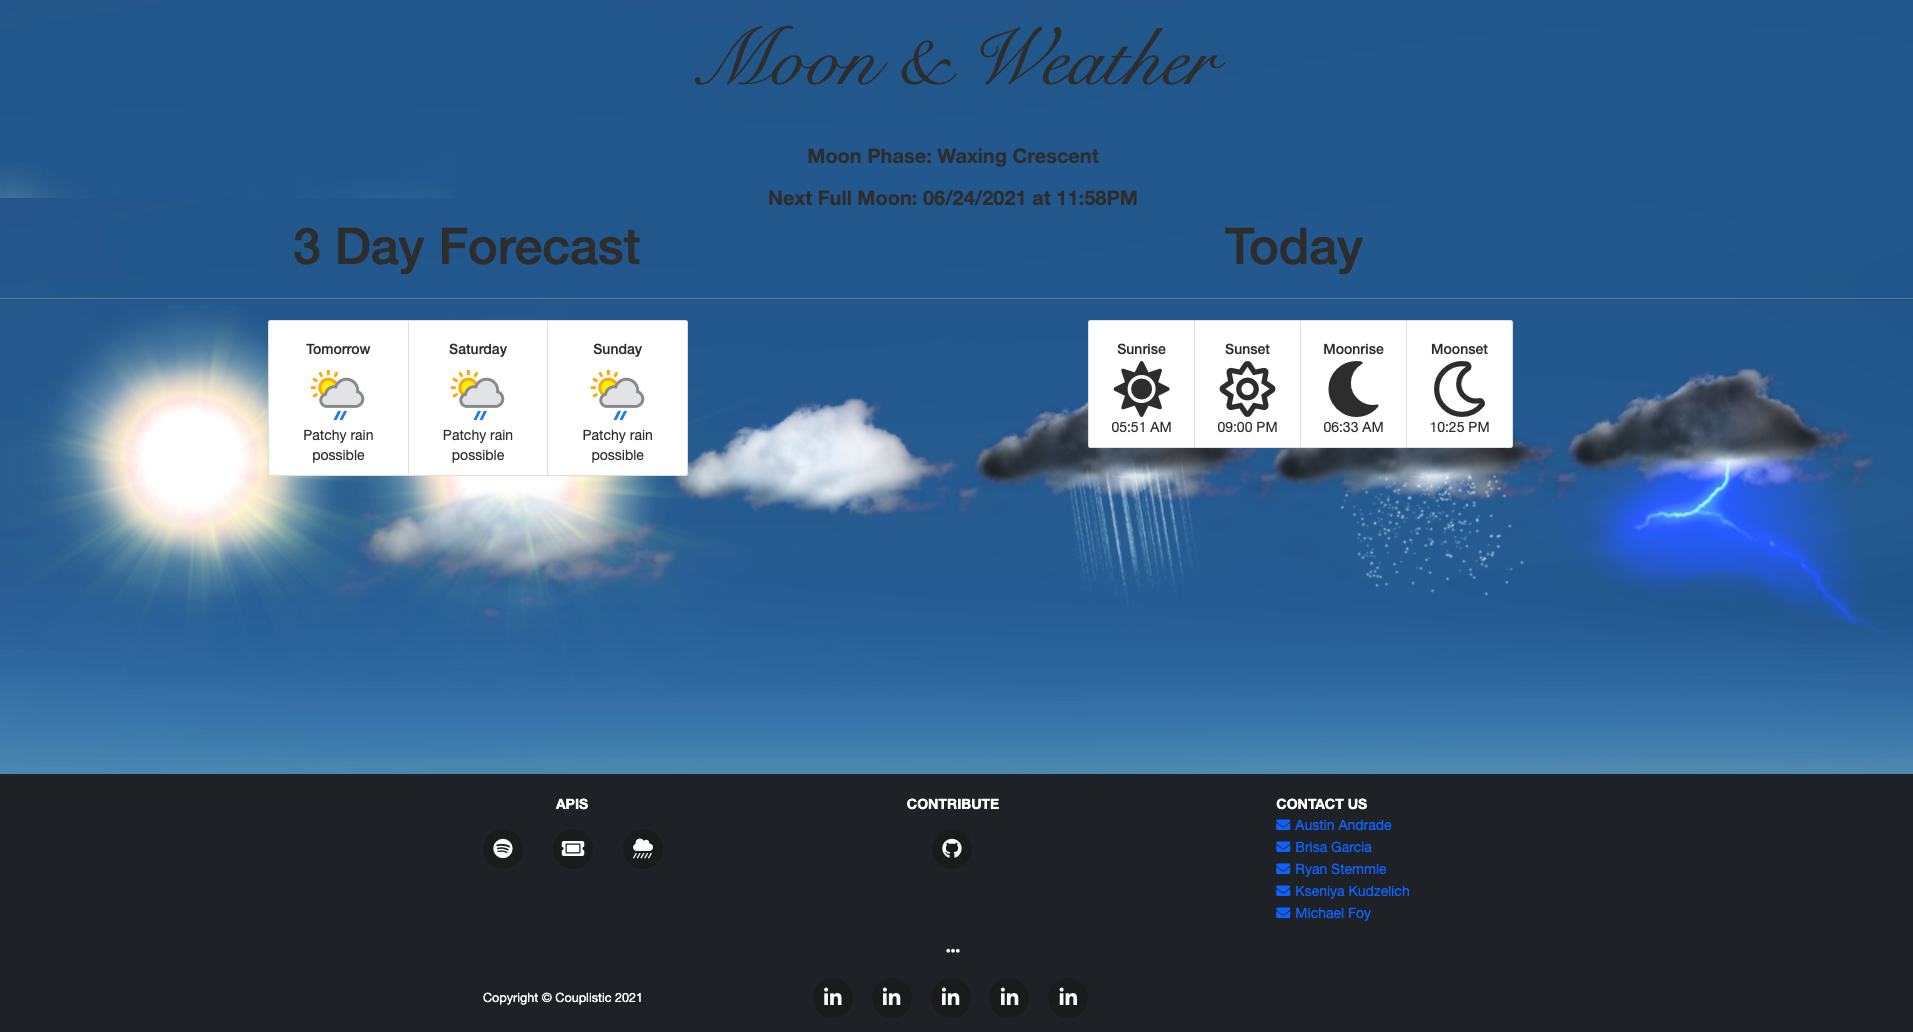 Moon & Weather
Moon Phase: Waxing Crescent
Next Full Moon: 06/24/2021 at 11:58PM
3 Day Forecast
Today
Tomorrow
Patchy rain
possible
Saturday
Patchy rain
possible
Sunday
Patchy rain
possible
Sunrise
05:51 AM
Sunset
09:00 PM
Moonrise
06:33 AM
Moonset
10:25 PM
APIS
CONTRIBUTE
CONTACT US
Austin Andrade
Brisa Garcia
Ryan Stemmle
Kseniya Kudzelich
Michael Foy
...
Copyright © Couplistic 2021
in
in
in
in
in